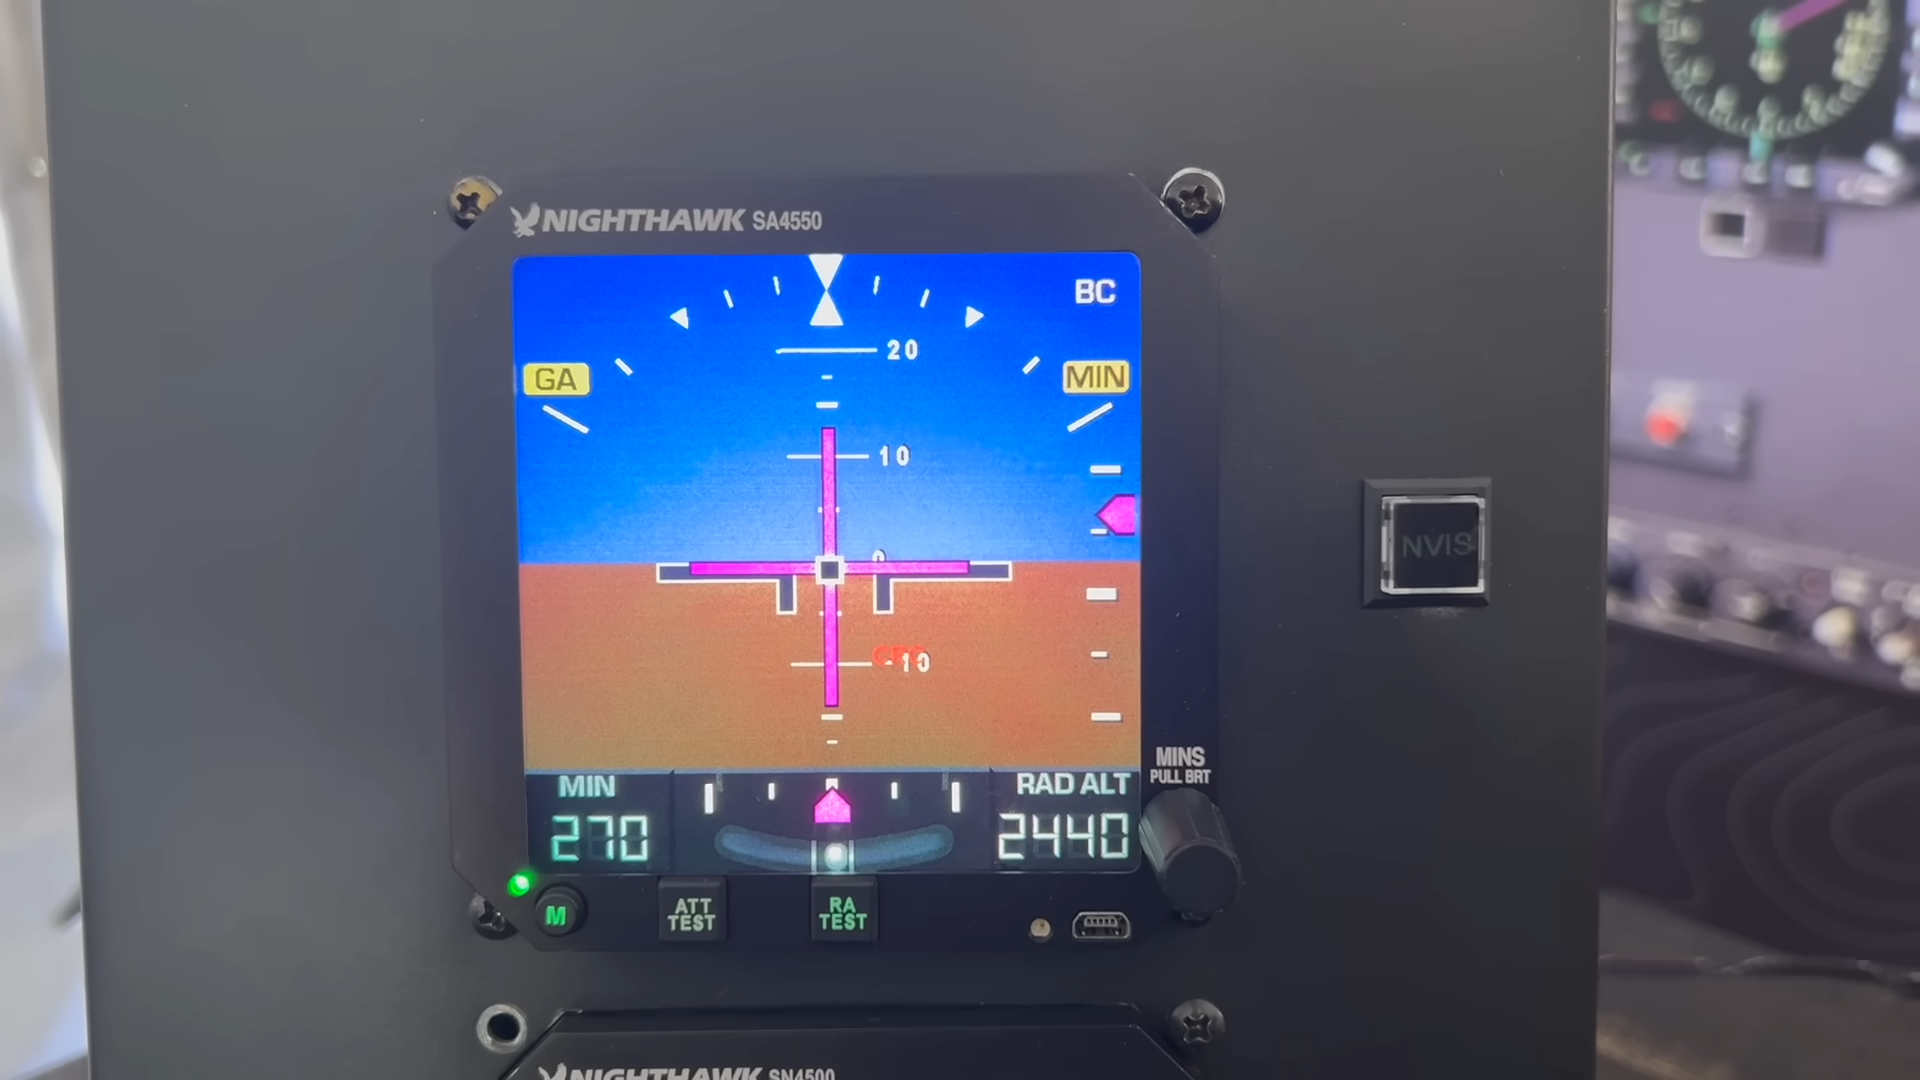 NIGHTHAWK SA4550
BC
20
GA
MIN
10
0
-10
MIN
RAD ALT
270
2440
MINS
PULL BRT
M
ATT
TEST
RA
TEST
NVIS
NIGHTHAWK SN4500